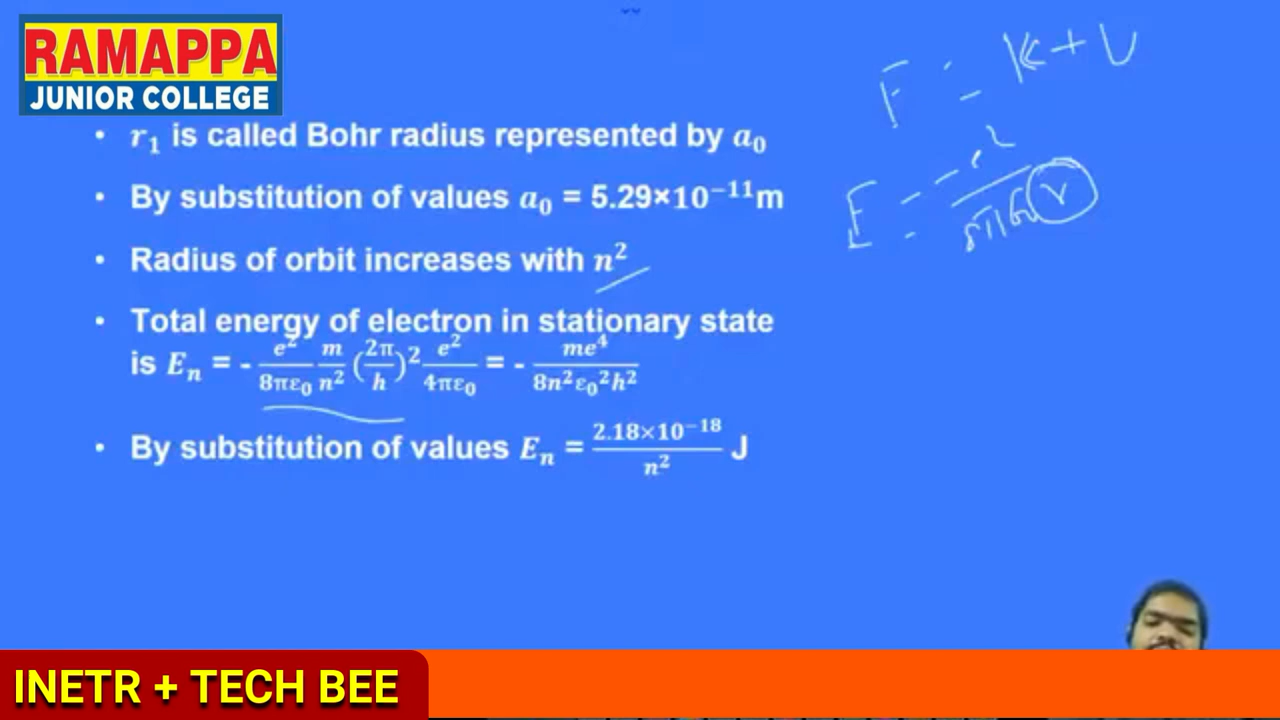 RAMAPPA
JUNIOR COLLEGE
• r₁ is called Bohr radius represented by a₀
• By substitution of values a₀ = 5.29×10⁻¹¹m
• Radius of orbit increases with n²
• Total energy of electron in stationary state
is Eₙ = - e²/8πε₀ m/n² (2π/h)² e²/4πε₀ = - me⁴/8n²ε₀²h²
• By substitution of values Eₙ = 2.18×10⁻¹⁸/n² J
E = K+U
INETR + TECH BEE